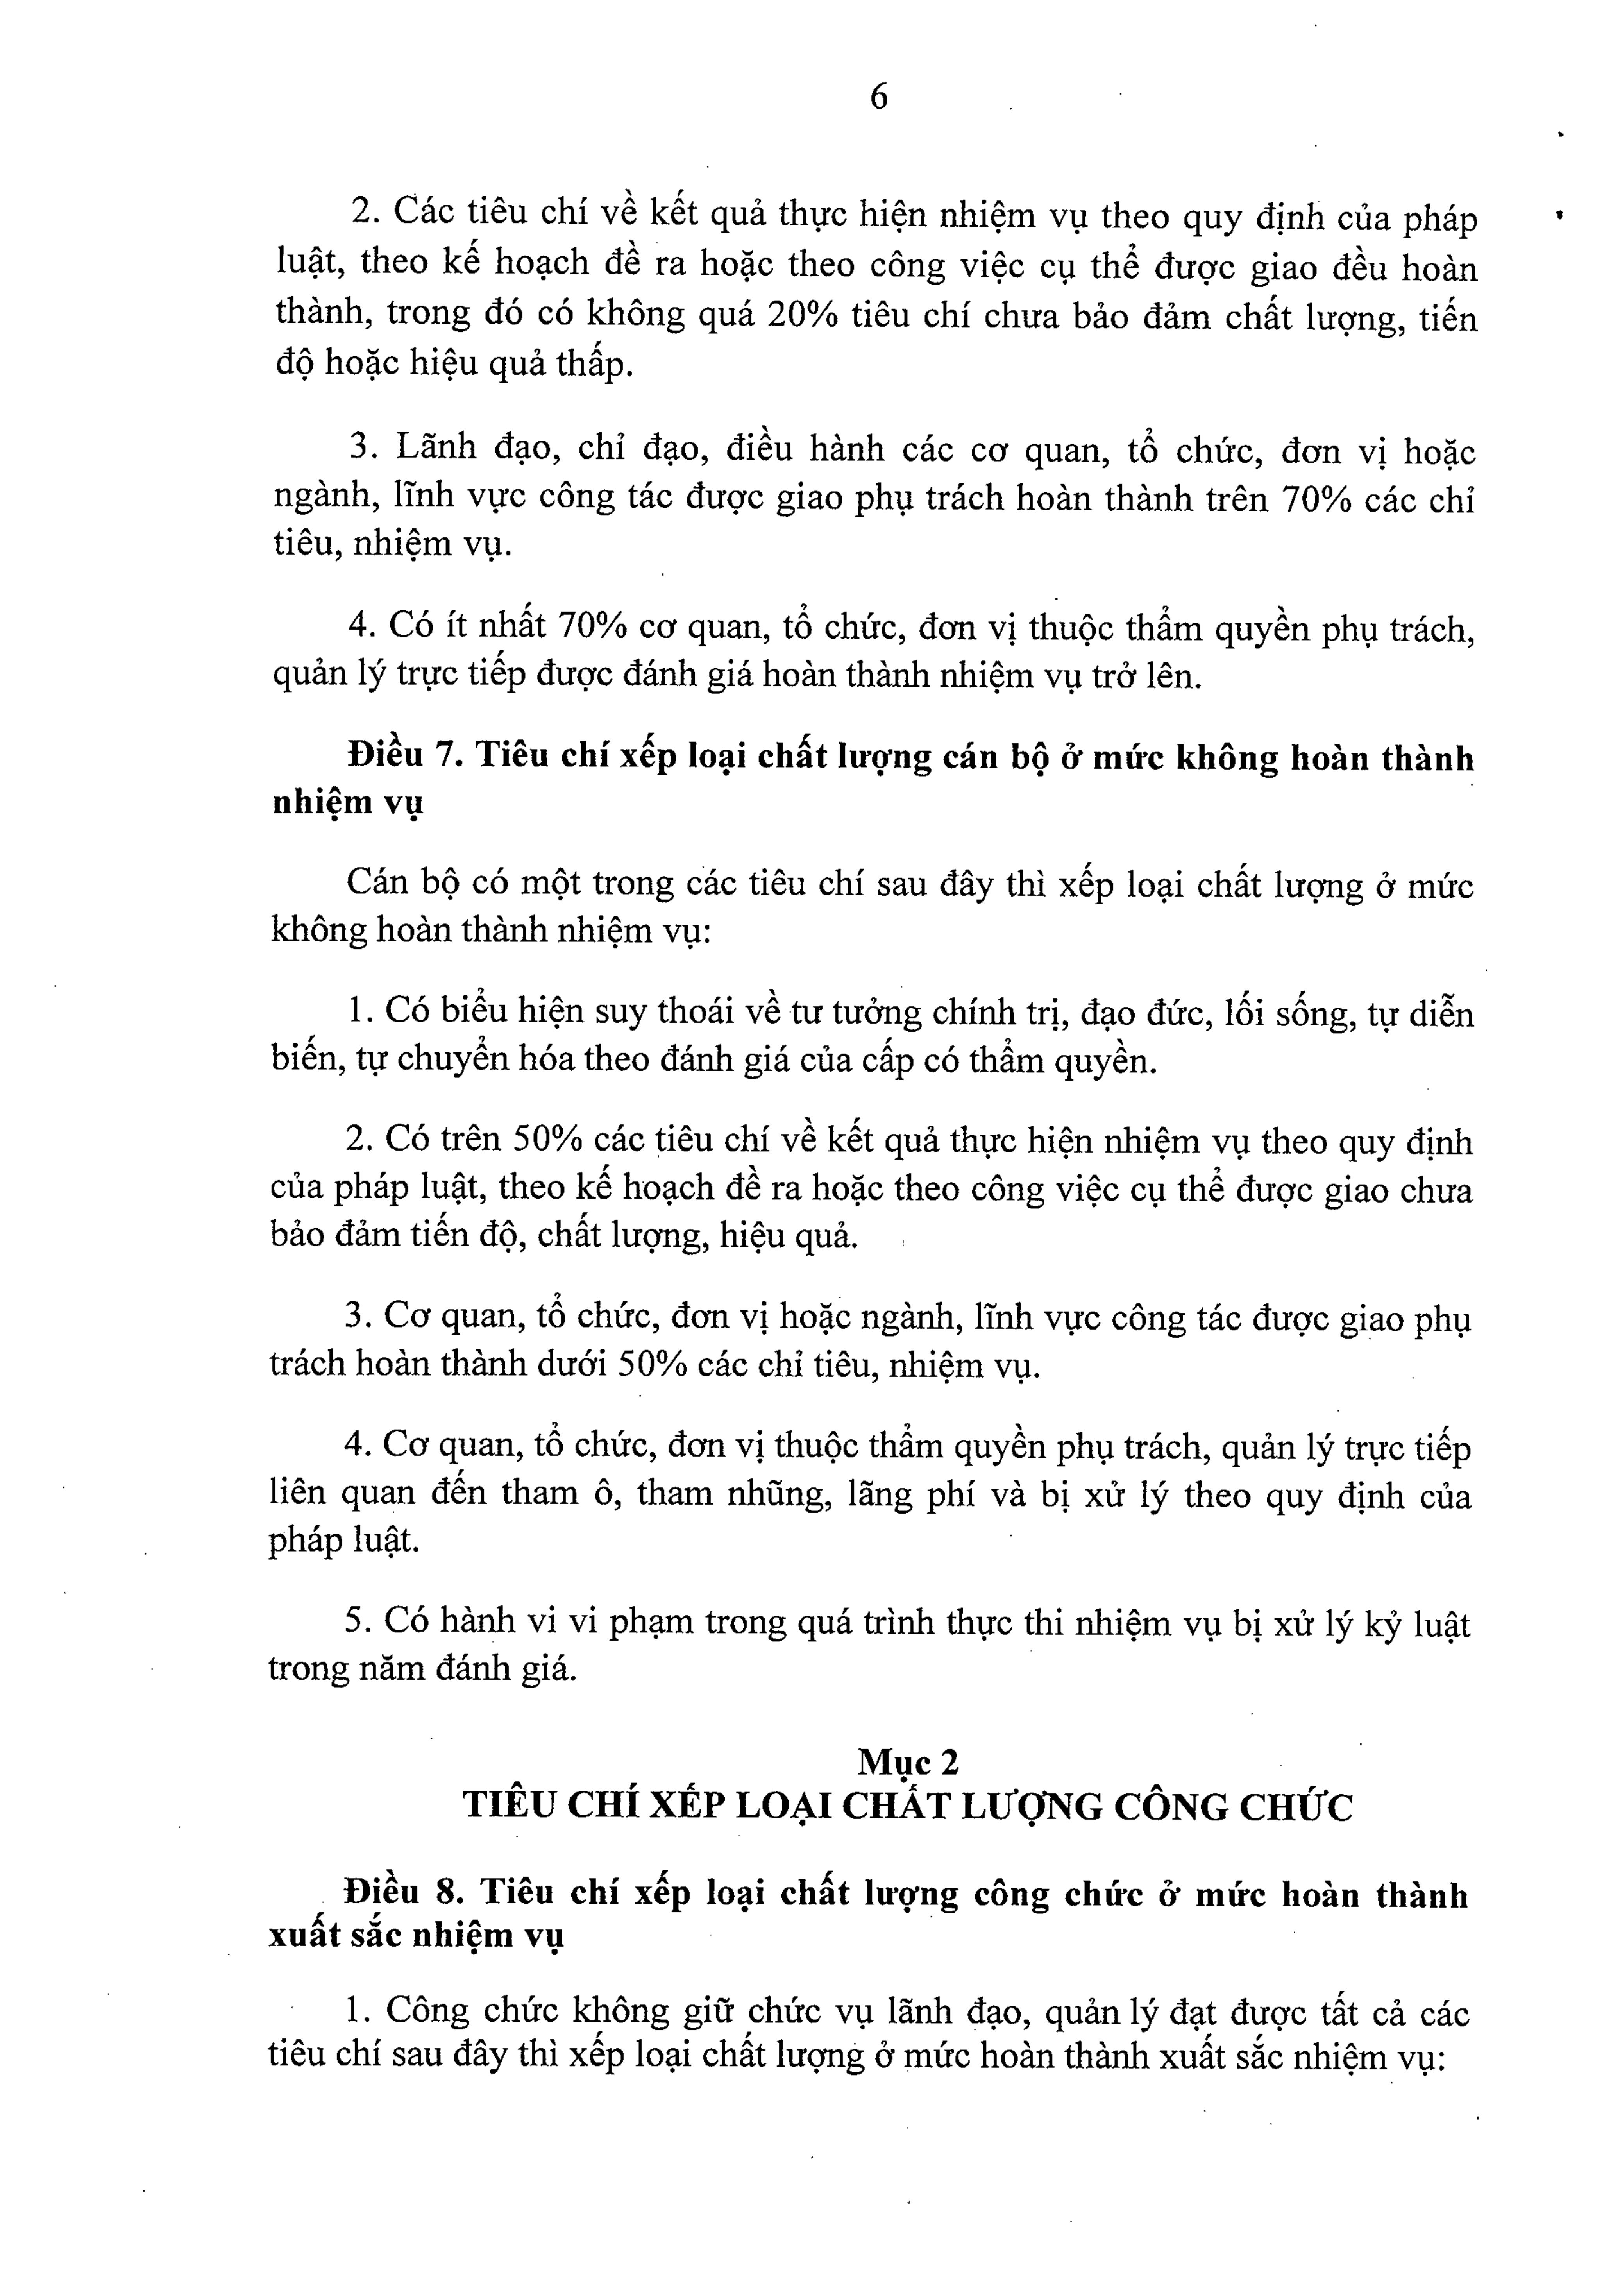 6
2. Các tiêu chí về kết quả thực hiện nhiệm vụ theo quy định của pháp
luật, theo kế hoạch đề ra hoặc theo công việc cụ thể được giao đều hoàn
thành, trong đó có không quá 20% tiêu chí chưa bảo đảm chất lượng, tiến
độ hoặc hiệu quả thấp.
3. Lãnh đạo, chỉ đạo, điều hành các cơ quan, tổ chức, đơn vị hoặc
ngành, lĩnh vực công tác được giao phụ trách hoàn thành trên 70% các chỉ
tiêu, nhiệm vụ.
4. Có ít nhất 70% cơ quan, tổ chức, đơn vị thuộc thẩm quyền phụ trách,
quản lý trực tiếp được đánh giá hoàn thành nhiệm vụ trở lên.
Điều 7. Tiêu chí xếp loại chất lượng cán bộ ở mức không hoàn thành
nhiệm vụ
Cán bộ có một trong các tiêu chí sau đây thì xếp loại chất lượng ở mức
không hoàn thành nhiệm vụ:
1. Có biểu hiện suy thoái về tư tưởng chính trị, đạo đức, lối sống, tự diễn
biến, tự chuyển hóa theo đánh giá của cấp có thẩm quyền.
2. Có trên 50% các tiêu chí về kết quả thực hiện nhiệm vụ theo quy định
của pháp luật, theo kế hoạch đề ra hoặc theo công việc cụ thể được giao chưa
bảo đảm tiến độ, chất lượng, hiệu quả.
3. Cơ quan, tổ chức, đơn vị hoặc ngành, lĩnh vực công tác được giao phụ
trách hoàn thành dưới 50% các chỉ tiêu, nhiệm vụ.
4. Cơ quan, tổ chức, đơn vị thuộc thẩm quyền phụ trách, quản lý trực tiếp
liên quan đến tham ô, tham nhũng, lãng phí và bị xử lý theo quy định của
pháp luật.
5. Có hành vi vi phạm trong quá trình thực thi nhiệm vụ bị xử lý kỷ luật
trong năm đánh giá.
Mục 2
TIÊU CHÍ XẾP LOẠI CHẤT LƯỢNG CÔNG CHỨC
Điều 8. Tiêu chí xếp loại chất lượng công chức ở mức hoàn thành
xuất sắc nhiệm vụ
1. Công chức không giữ chức vụ lãnh đạo, quản lý đạt được tất cả các
tiêu chí sau đây thì xếp loại chất lượng ở mức hoàn thành xuất sắc nhiệm vụ: